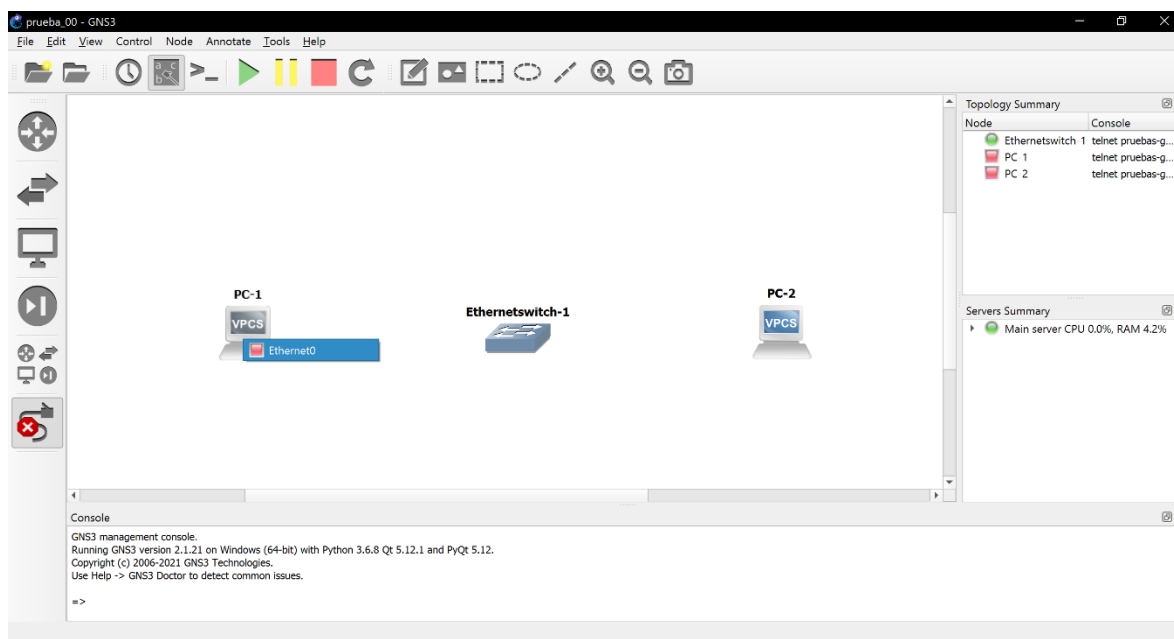 prueba_00 - GNS3
File Edit View Control Node Annotate Tools Help
Topology Summary
Node Console
Ethernetswitch 1 telnet pruebas-g...
PC 1 telnet pruebas-g...
PC 2 telnet pruebas-g...
PC-1
VPCS
Ethernet0
Ethernetswitch-1
PC-2
VPCS
Servers Summary
Main server CPU 0.0%, RAM 4.2%
Console
GNS3 management console.
Running GNS3 version 2.1.21 on Windows (64-bit) with Python 3.6.8 Qt 5.12.1 and PyQt 5.12.
Copyright (c) 2006-2021 GNS3 Technologies.
Use Help -> GNS3 Doctor to detect common issues.
=>